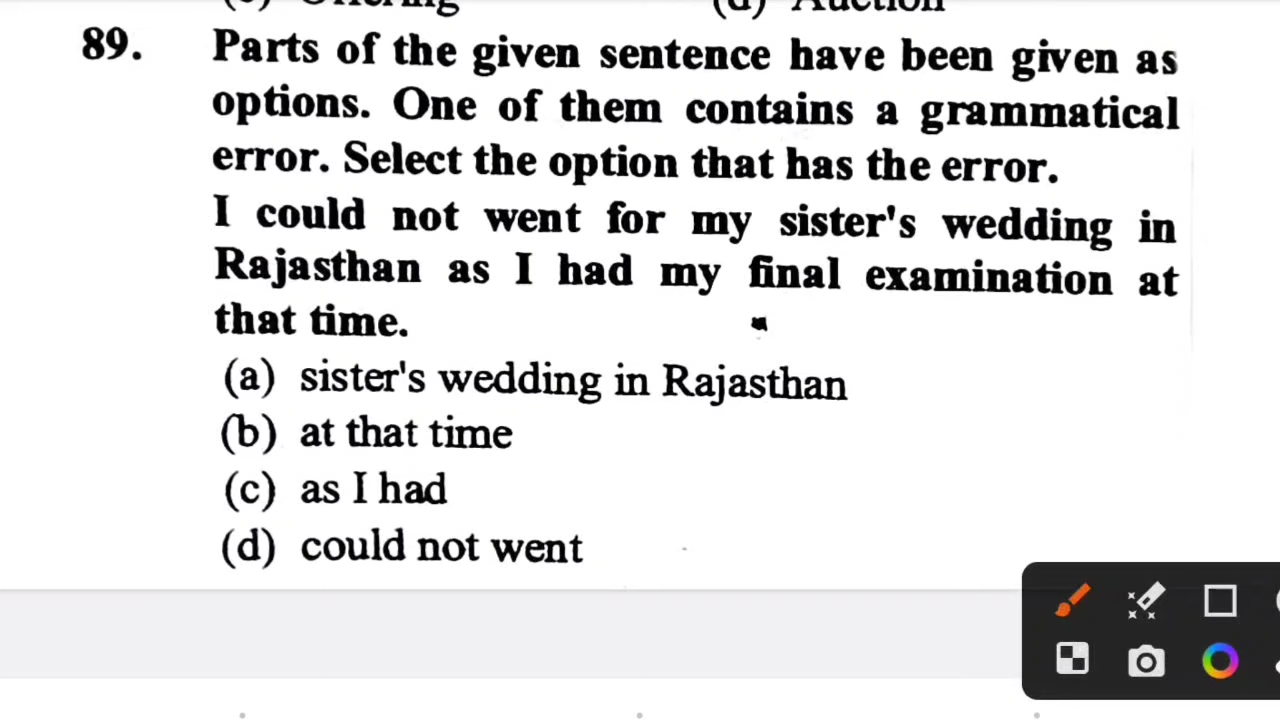 (c) Offering (d) Auction
89. Parts of the given sentence have been given as
options. One of them contains a grammatical
error. Select the option that has the error.
I could not went for my sister's wedding in
Rajasthan as I had my final examination at
that time.
(a) sister's wedding in Rajasthan
(b) at that time
(c) as I had
(d) could not went